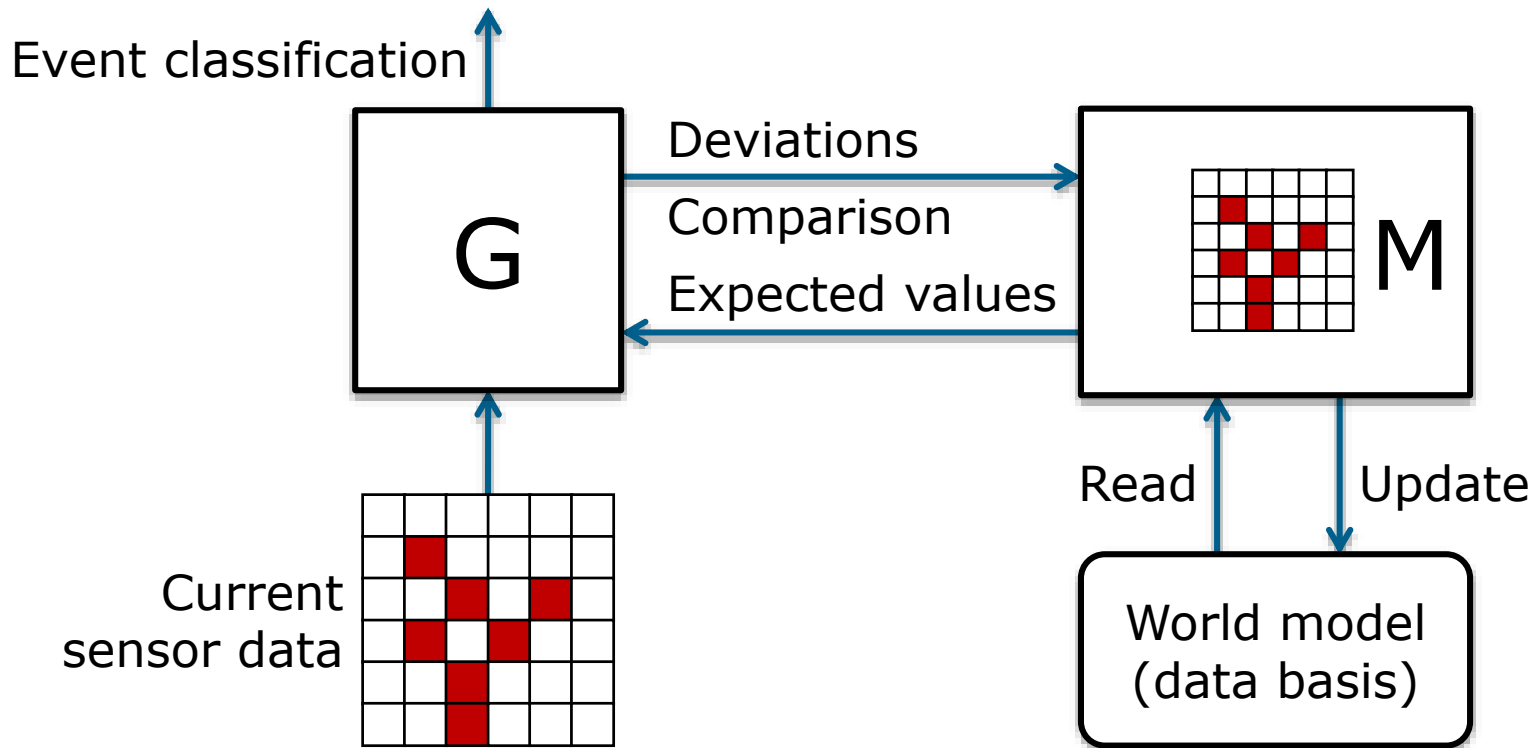 Event classification
Deviations
G
Comparison
M
Expected values
Read
Update
Current
sensor data
World model
(data basis)